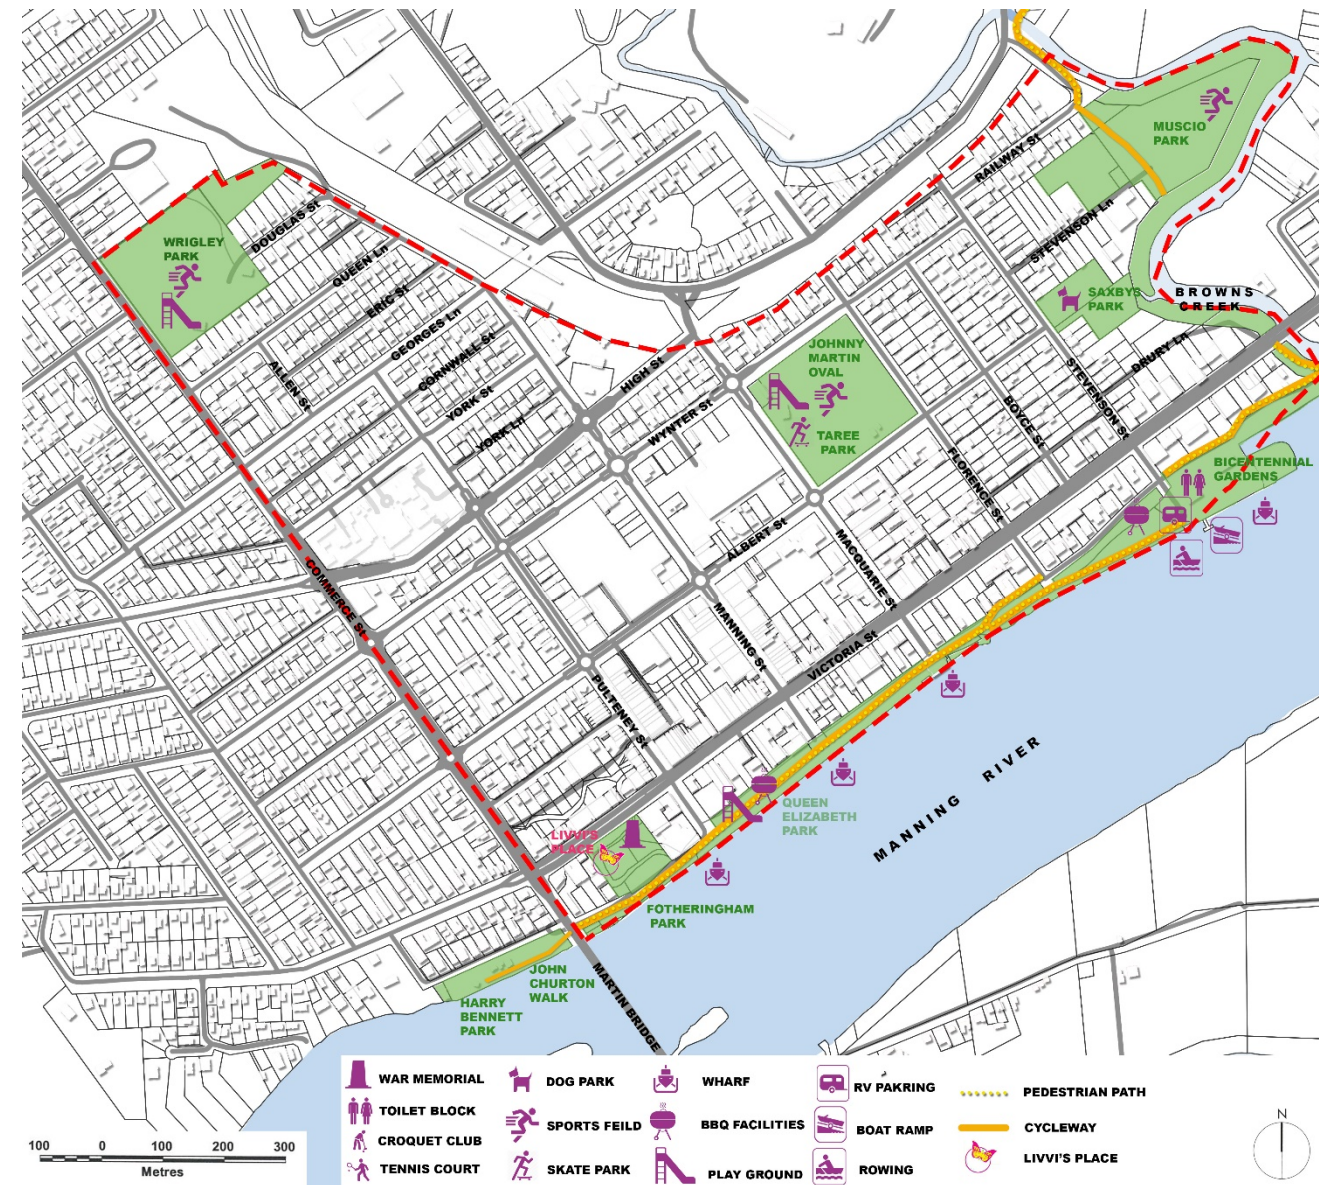 MUSCIO
PARK
RAILWAY St
STEVENSON Ln
WRIGLEY
PARK
DOUGLAS St
QUEEN Ln
ERIC St
GEORGES Ln
CORNWALL St
YORK St
YORK Ln
ALLEN St
HIGH St
WYNTER St
JOHNNY
MARTIN
OVAL
TAREE
PARK
SAXBYS
PARK
BROWNS
CREEK
DRURY Ln
STEVENSON St
BOYCE St
FLORENCE St
BICENTENNIAL
GARDENS
ALBERT St
MACQUARIE St
MANNING St
VICTORIA St
COMMERCE St
PULTENEY St
QUEEN
ELIZABETH
PARK
MANNING RIVER
LIVVI'S
PLACE
FOTHERINGHAM
PARK
JOHN
CHURTON
WALK
HARRY
BENNETT
PARK
MARTIN BRIDGE
WAR MEMORIAL
TOILET BLOCK
CROQUET CLUB
TENNIS COURT
DOG PARK
SPORTS FEILD
SKATE PARK
WHARF
BBQ FACILITIES
PLAY GROUND
RV PAKRING
BOAT RAMP
ROWING
PEDESTRIAN PATH
CYCLEWAY
LIVVI'S PLACE
100 0 100 200 300
Metres
N